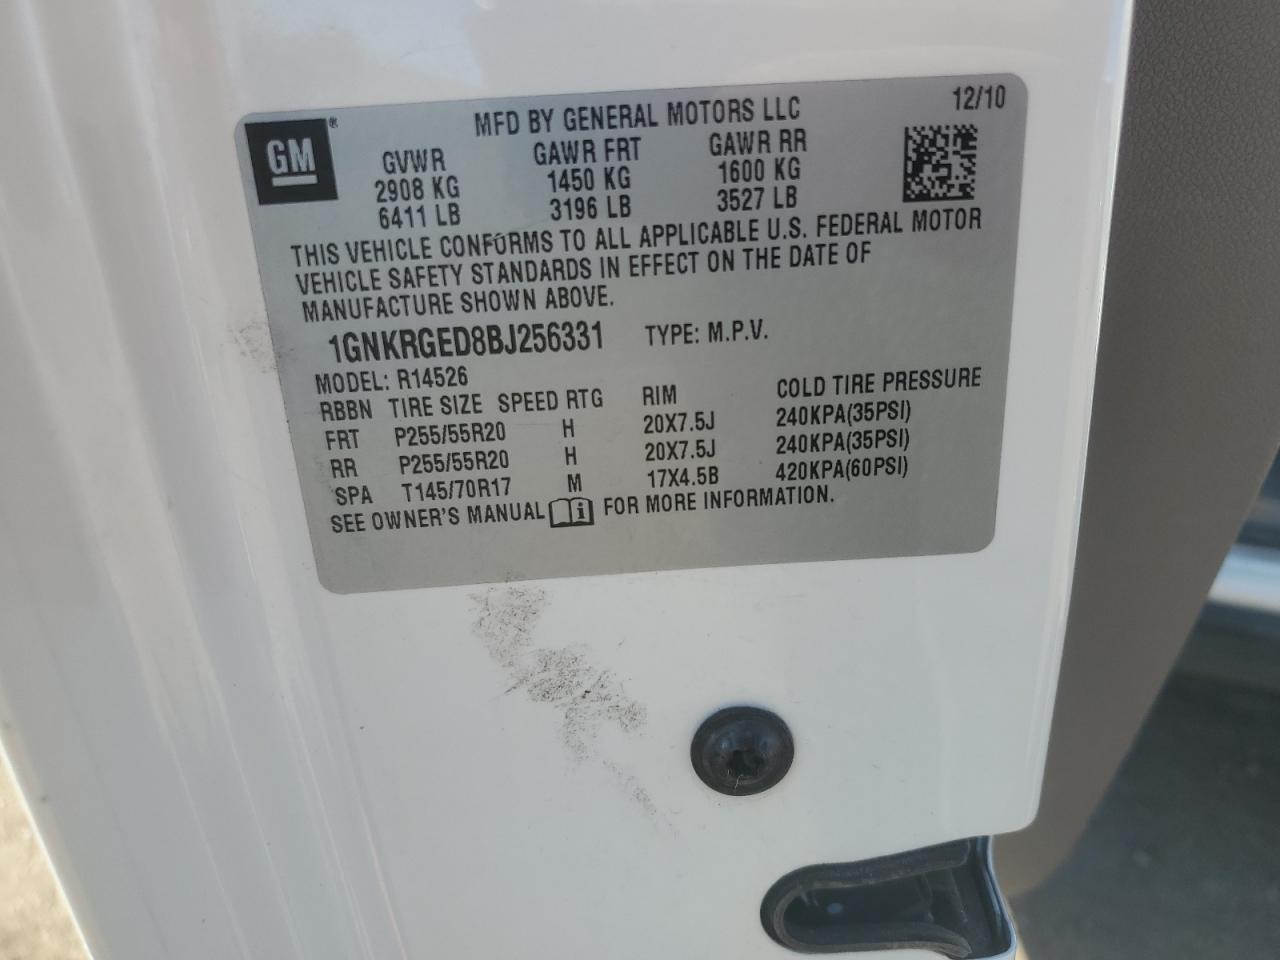 GM®
MFD BY GENERAL MOTORS LLC 12/10
GVWR GAWR FRT GAWR RR
2908 KG 1450 KG 1600 KG
6411 LB 3196 LB 3527 LB
THIS VEHICLE CONFORMS TO ALL APPLICABLE U.S. FEDERAL MOTOR
VEHICLE SAFETY STANDARDS IN EFFECT ON THE DATE OF
MANUFACTURE SHOWN ABOVE.
1GNKRGED8BJ256331 TYPE: M.P.V.
MODEL: R14526
RBBN TIRE SIZE SPEED RTG RIM COLD TIRE PRESSURE
FRT P255/55R20 H 20X7.5J 240KPA(35PSI)
RR P255/55R20 H 20X7.5J 240KPA(35PSI)
SPA T145/70R17 M 17X4.5B 420KPA(60PSI)
SEE OWNER'S MANUAL FOR MORE INFORMATION.